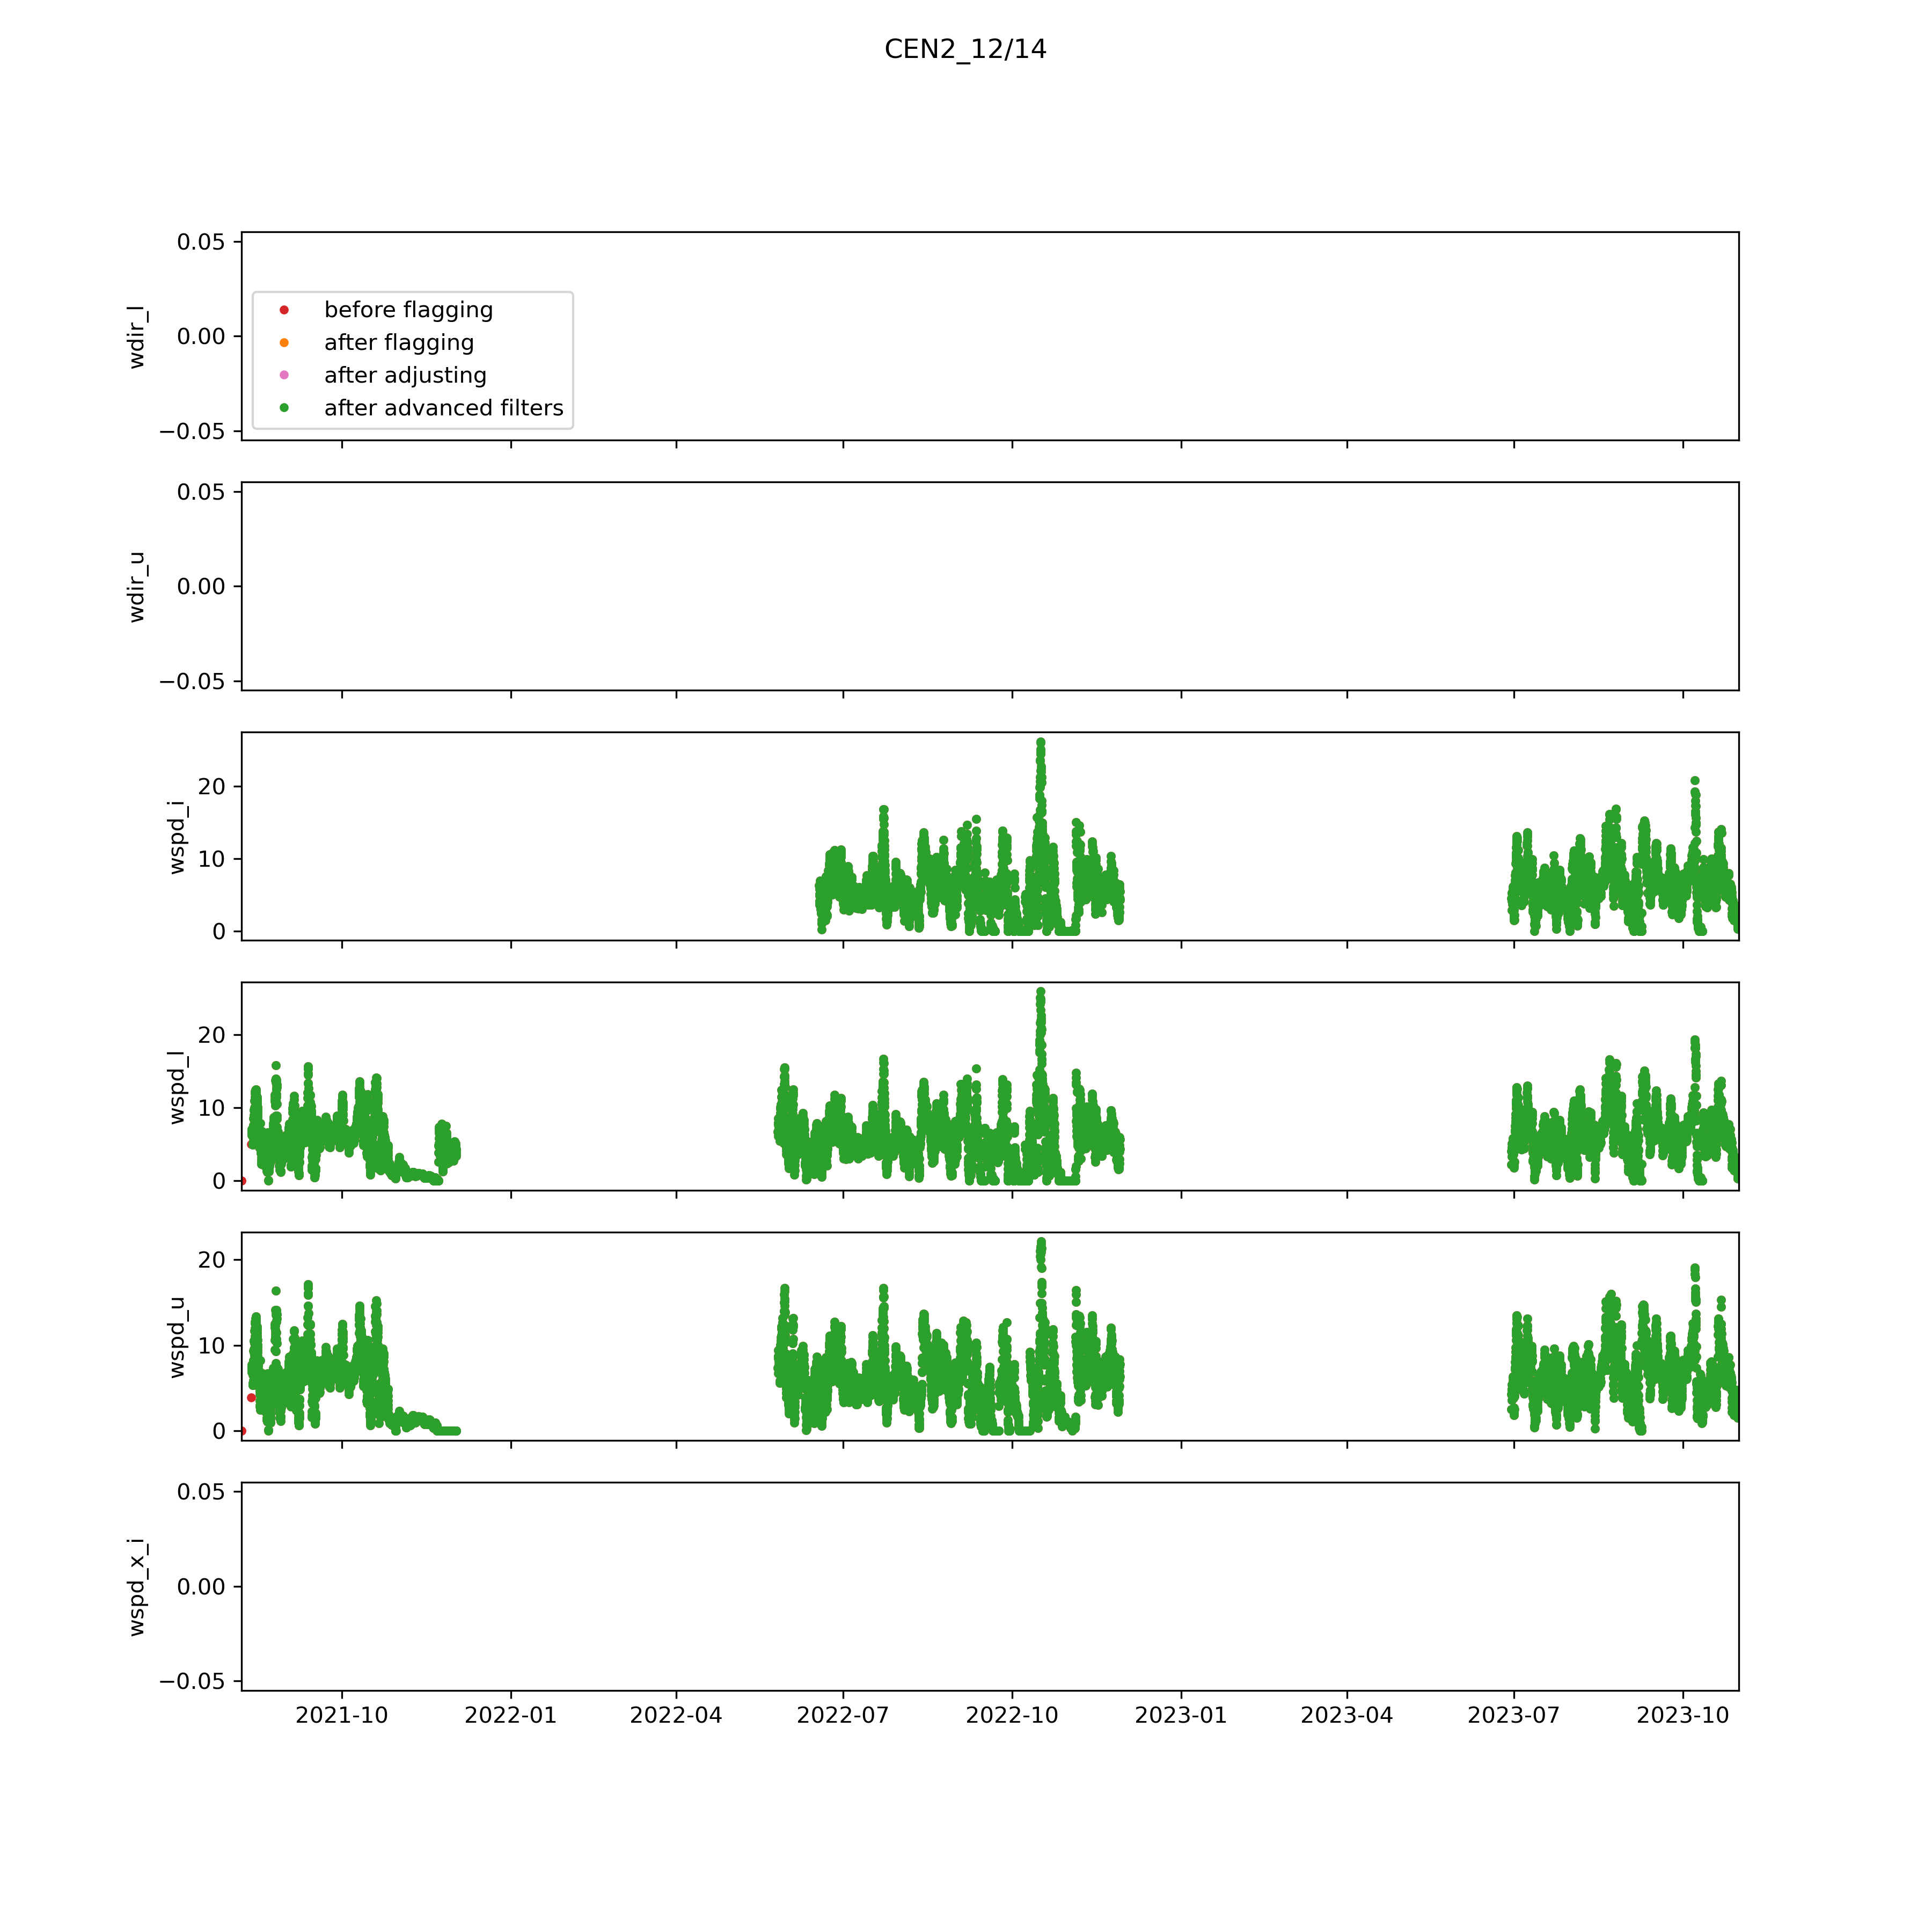 CEN2_12/14
0.05
0.00
−0.05
wdir_l
before flagging
after flagging
after adjusting
after advanced filters
0.05
0.00
−0.05
wdir_u
20
10
0
wspd_i
20
10
0
wspd_l
20
10
0
wspd_u
0.05
0.00
−0.05
wspd_x_i
2021-10 2022-01 2022-04 2022-07 2022-10 2023-01 2023-04 2023-07 2023-10